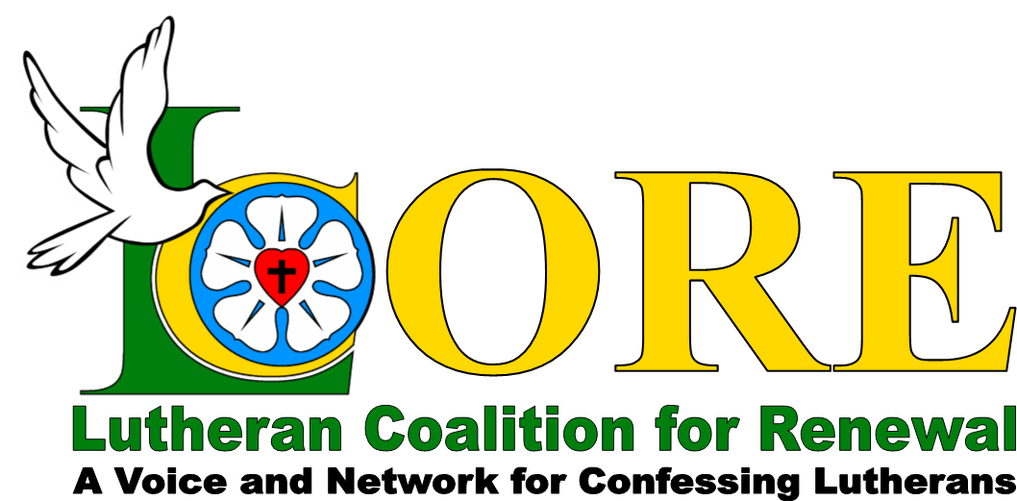 LCORE
Lutheran Coalition for Renewal
A Voice and Network for Confessing Lutherans